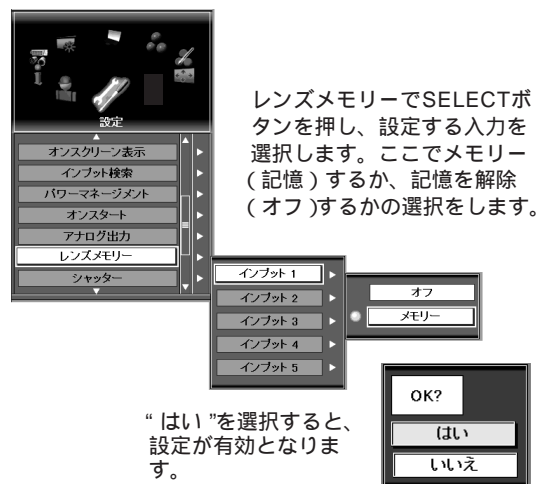 設定
オンスクリーン表示
インプット検索
パワーマネージメント
オンスタート
アナログ出力
レンズメモリー
シャッター
レンズメモリーでSELECTボ
タンを押し、設定する入力を
選択します。ここでメモリー
(記憶)するか、記憶を解除
(オフ)するかの選択をします。
インプット 1
インプット 2
インプット 3
インプット 4
インプット 5
オフ
メモリー
“はい”を選択すると、
設定が有効となりま
す。
OK?
はい
いいえ